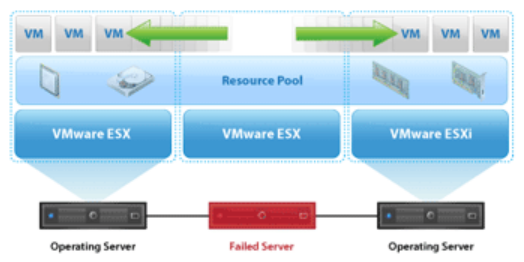 VM VM VM VM VM VM
Resource Pool
VMware ESX VMware ESX VMware ESXi
Operating Server Failed Server Operating Server